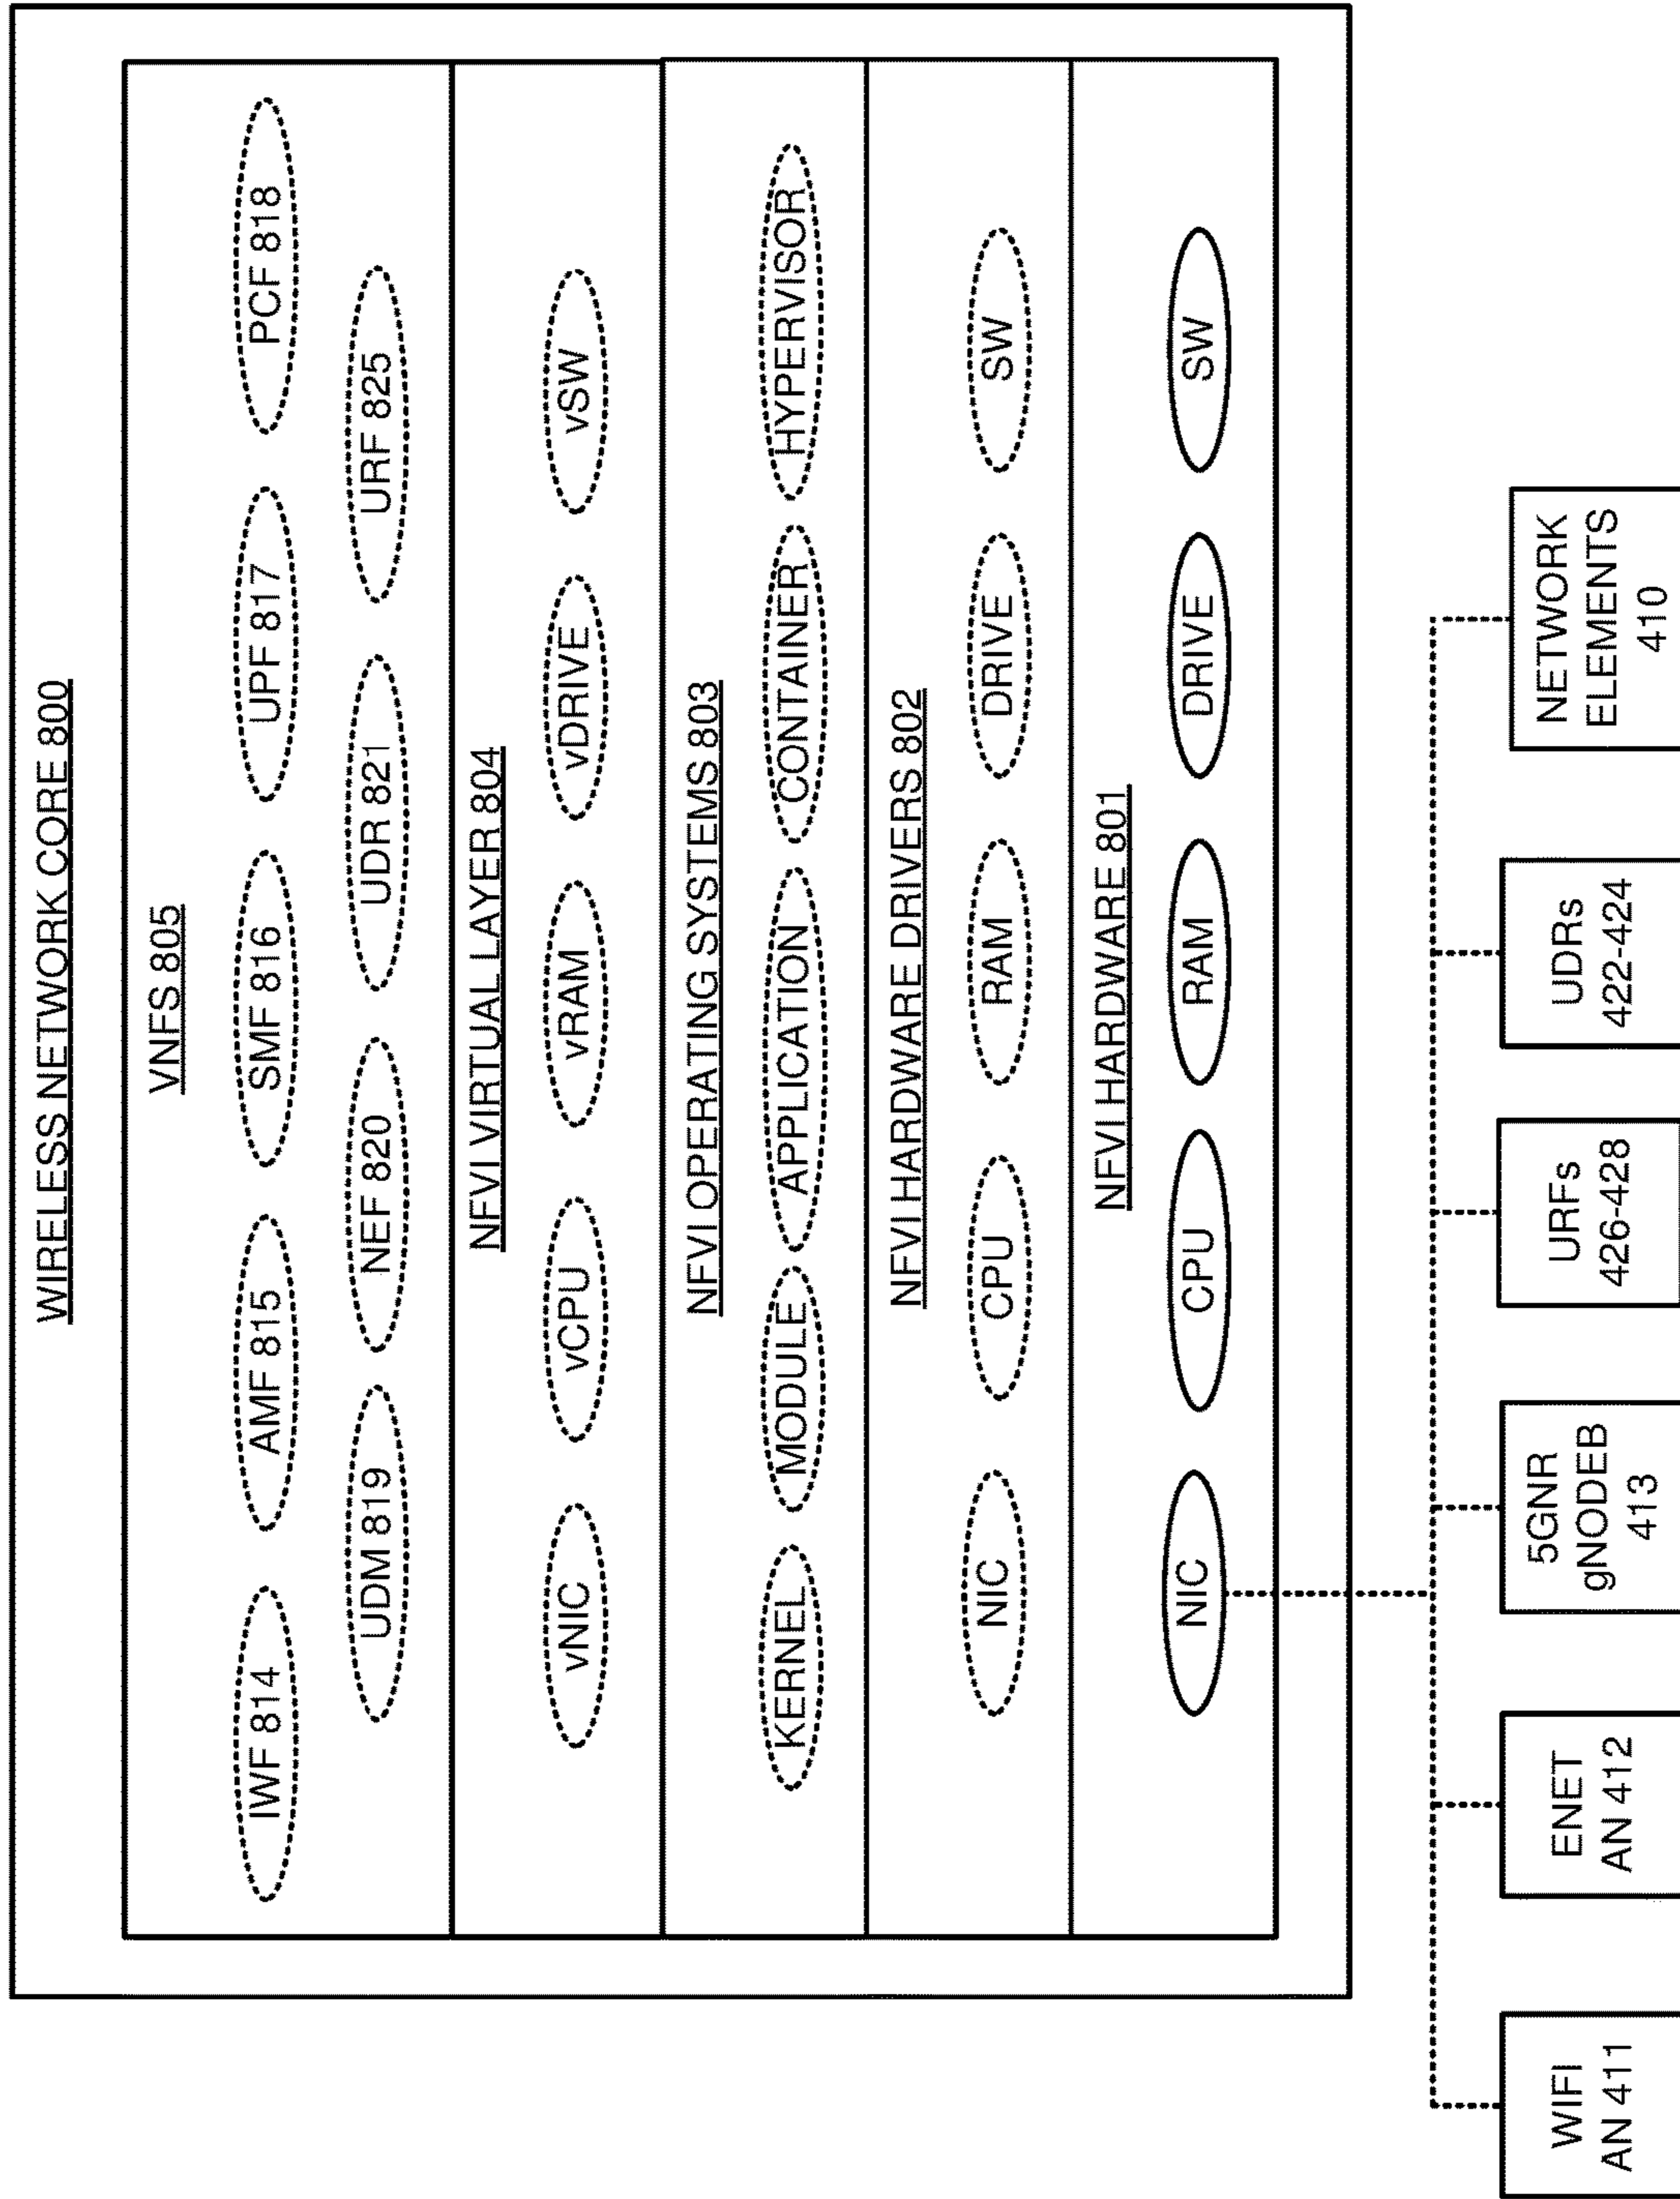 WIRELESS NETWORK CORE 800
VNFS 805
IWF 814
AMF 815
SMF 816
UPF 817
PCF 818
UDM 819
NEF 820
UDR 821
URF 825
NFVI VIRTUAL LAYER 804
vNIC
vCPU
vRAM
vDRIVE
vSW
NFVI OPERATING SYSTEMS 803
KERNEL
MODULE
APPLICATION
CONTAINER
HYPERVISOR
NFVI HARDWARE DRIVERS 802
NIC
CPU
RAM
DRIVE
SW
NFVI HARDWARE 801
NIC
CPU
RAM
DRIVE
SW
WIFI
AN 411
ENET
AN 412
5GNR
gNODEB
413
URFs
426-428
UDRs
422-424
NETWORK
ELEMENTS
410